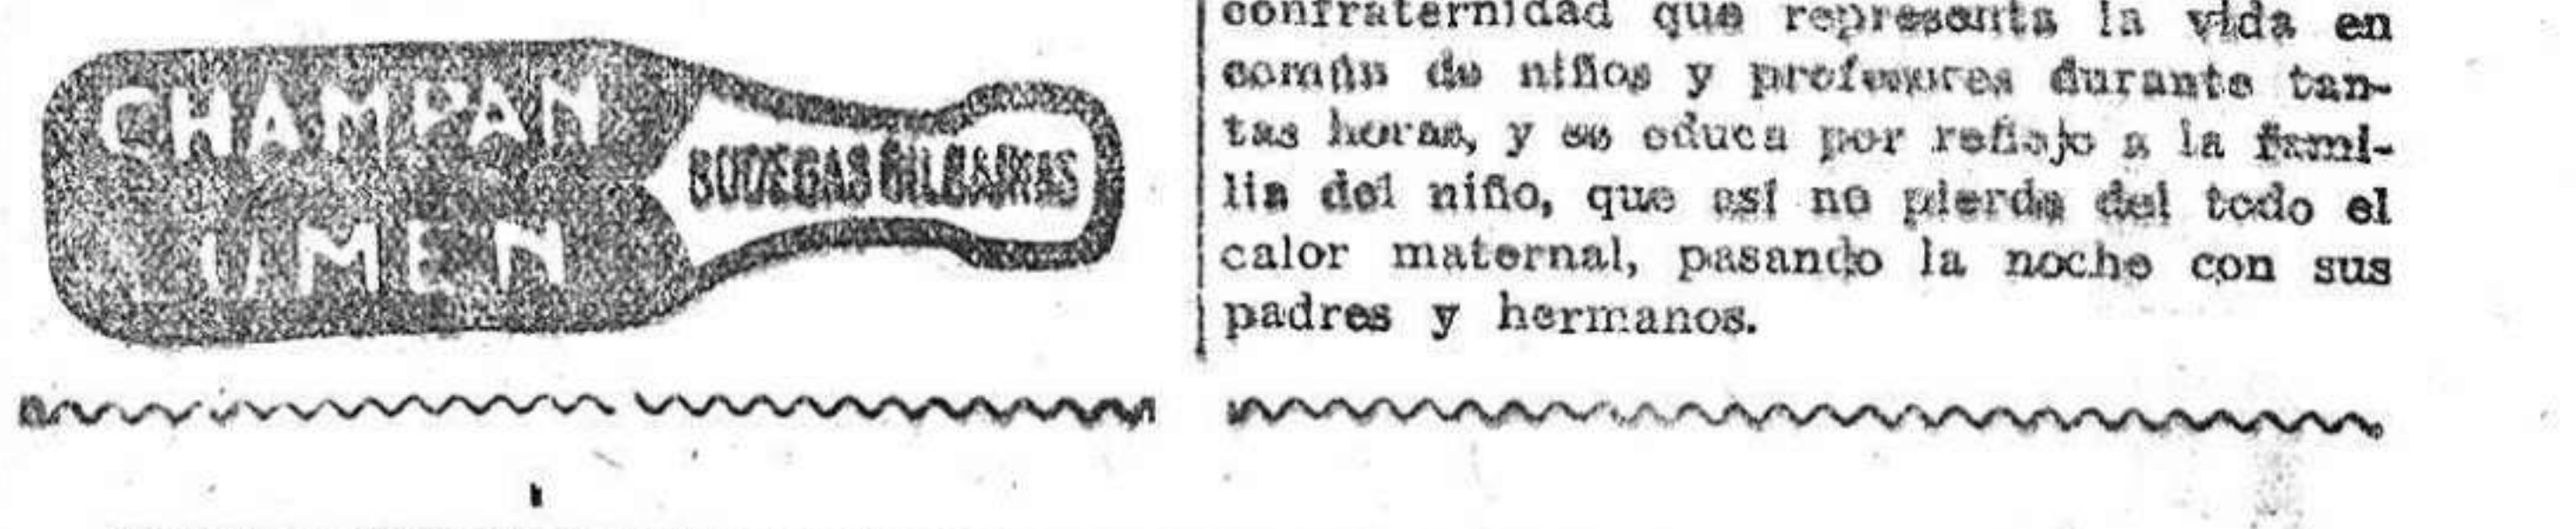 CHAMPAN
LUMEN
BODEGAS BILBAINAS
confraternidad que representa la vida en
común de niños y profesores durante tan-
tas horas, y se educa por reflejo a la fami-
lia del niño, que así no pierde del todo el
calor maternal, pasando la noche con sus
padres y hermanos.